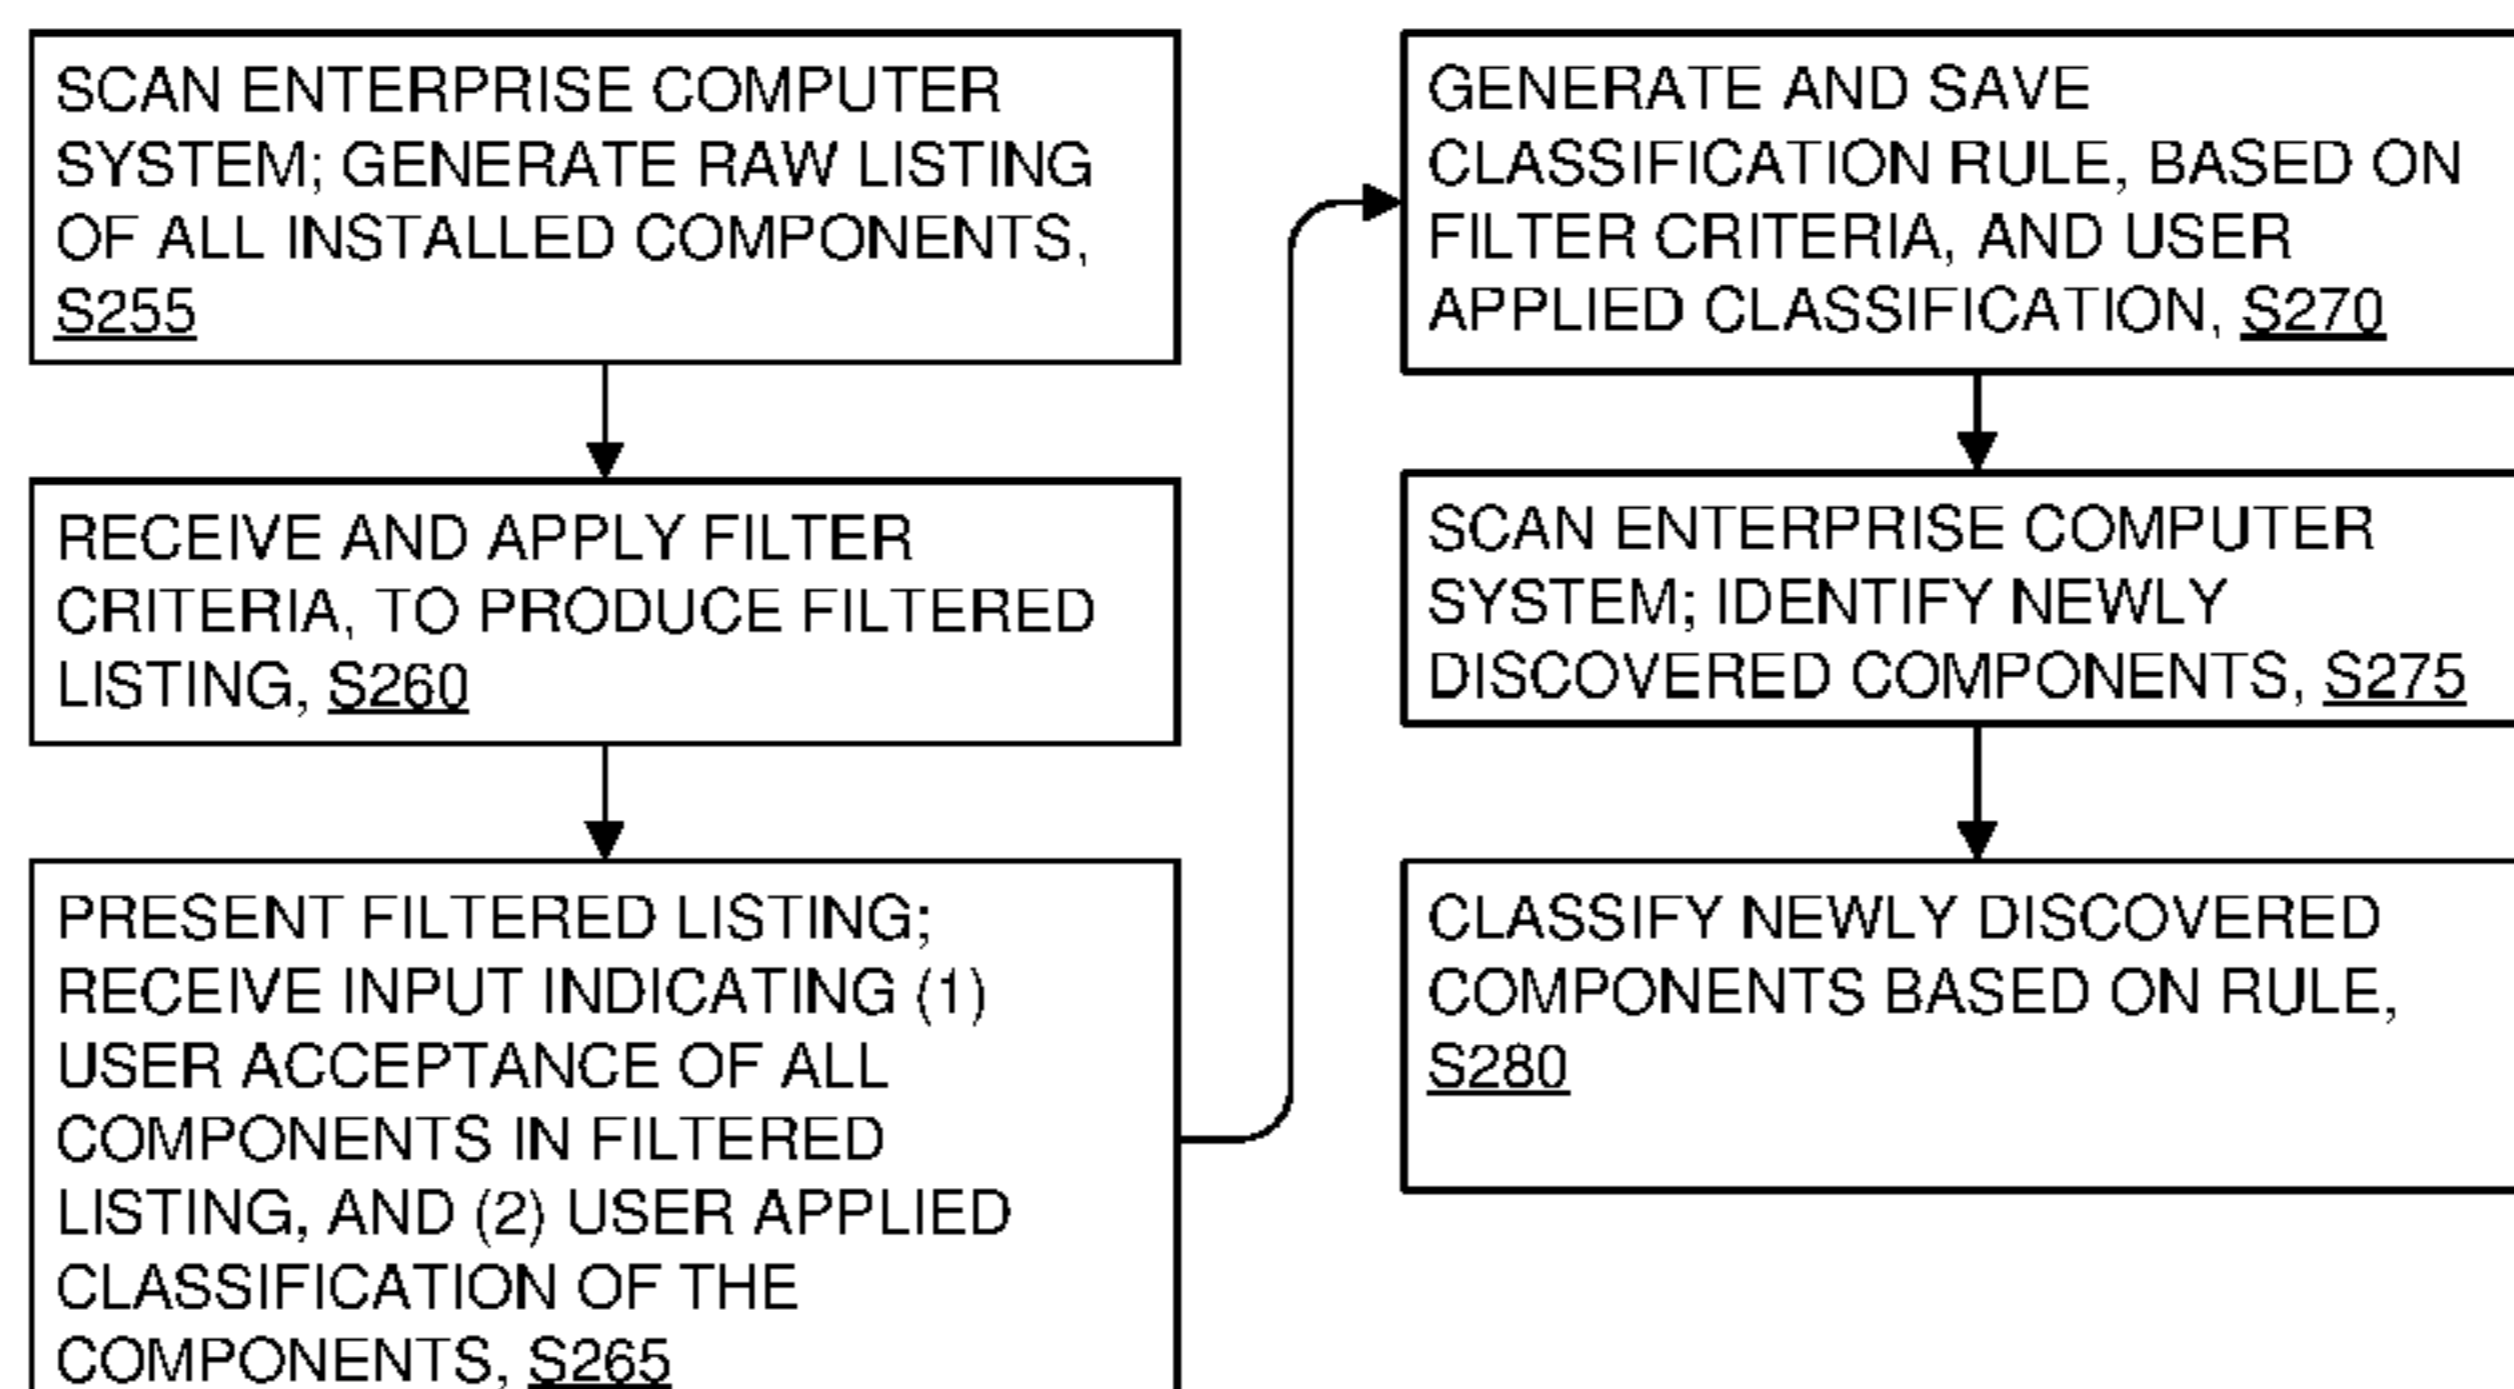 SCAN ENTERPRISE COMPUTER
SYSTEM; GENERATE RAW LISTING
OF ALL INSTALLED COMPONENTS,
S255
RECEIVE AND APPLY FILTER
CRITERIA, TO PRODUCE FILTERED
LISTING, S260
PRESENT FILTERED LISTING;
RECEIVE INPUT INDICATING (1)
USER ACCEPTANCE OF ALL
COMPONENTS IN FILTERED
LISTING, AND (2) USER APPLIED
CLASSIFICATION OF THE
COMPONENTS, S265
GENERATE AND SAVE
CLASSIFICATION RULE, BASED ON
FILTER CRITERIA, AND USER
APPLIED CLASSIFICATION, S270
SCAN ENTERPRISE COMPUTER
SYSTEM; IDENTIFY NEWLY
DISCOVERED COMPONENTS, S275
CLASSIFY NEWLY DISCOVERED
COMPONENTS BASED ON RULE,
S280